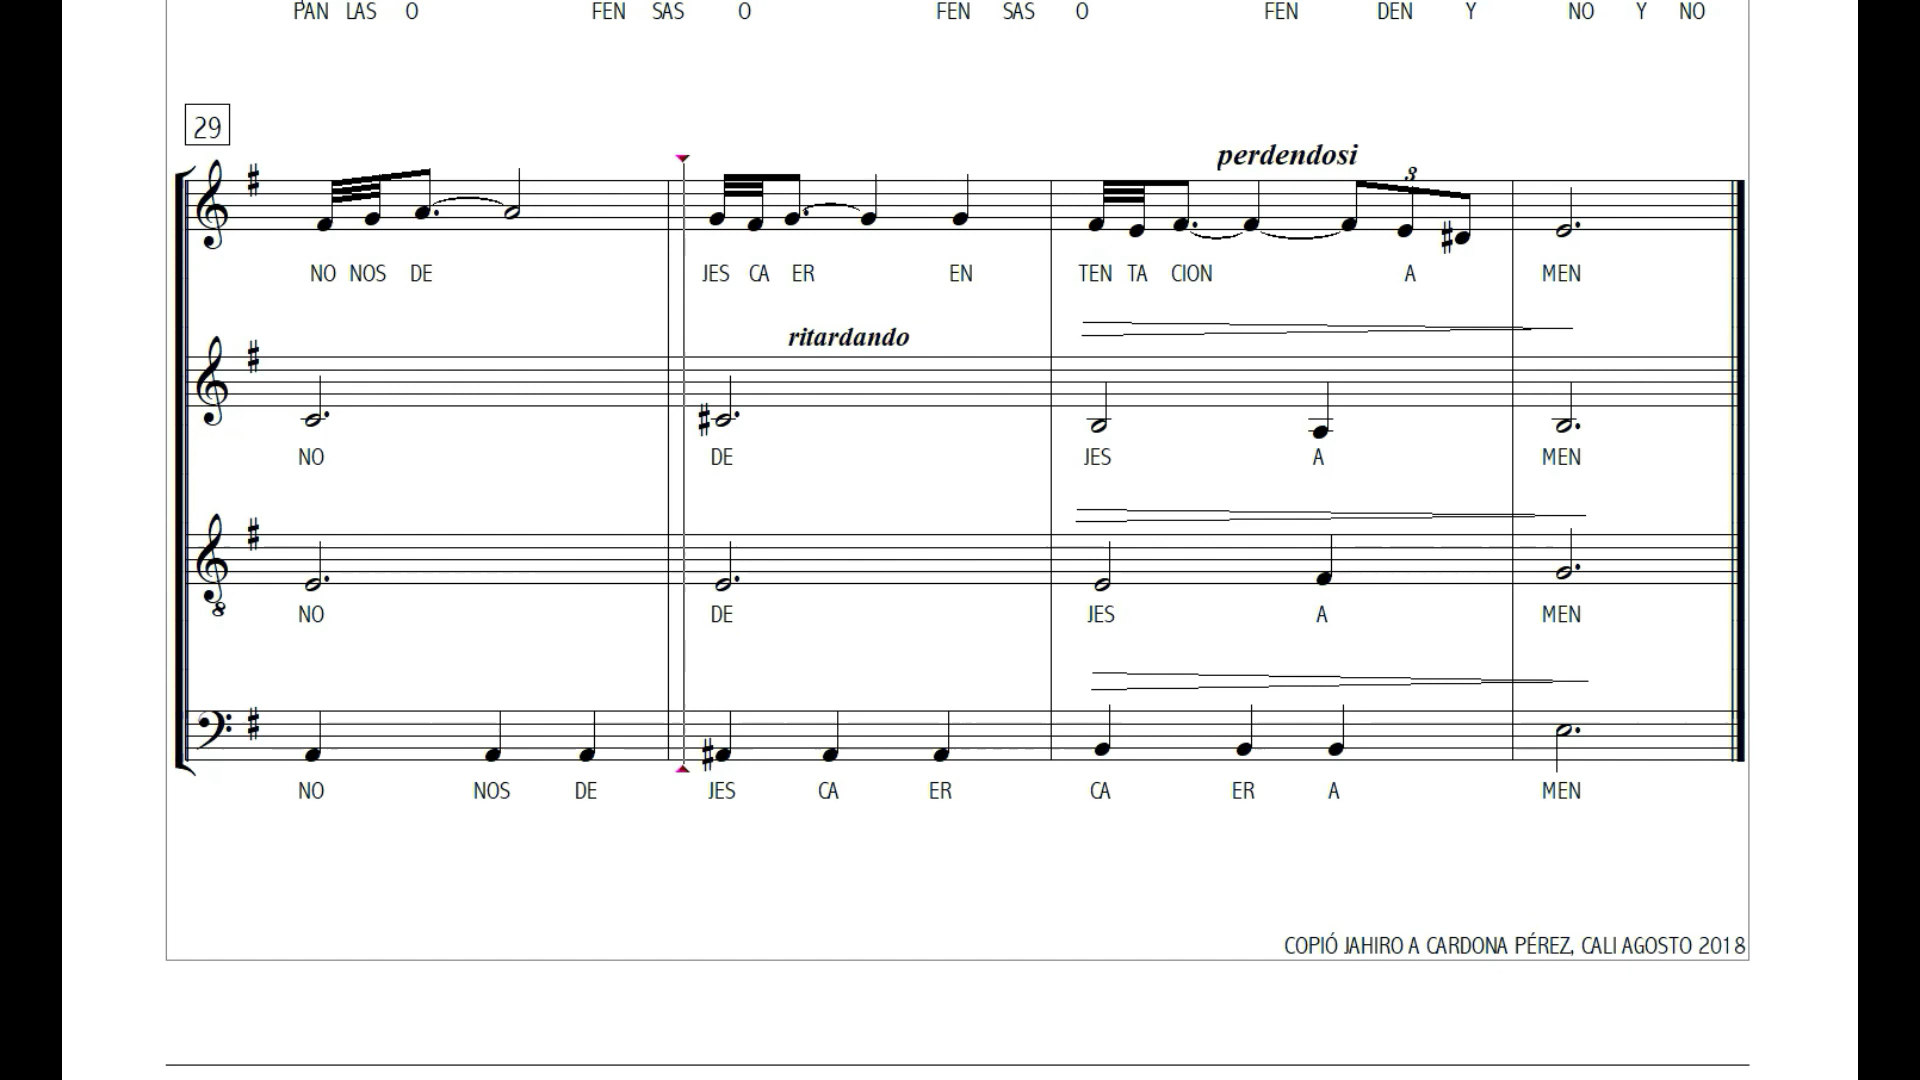 PAN LAS O FEN SAS O FEN SAS O FEN DEN Y NO Y NO
29
perdendosi
3
NO NOS DE JES CA ER EN TEN TA CION A MEN
ritardando
NO DE JES A MEN
NO DE JES A MEN
8
NO NOS DE JES CA ER CA ER A MEN
COPIÓ JAHIRO A CARDONA PÉREZ, CALI AGOSTO 2018